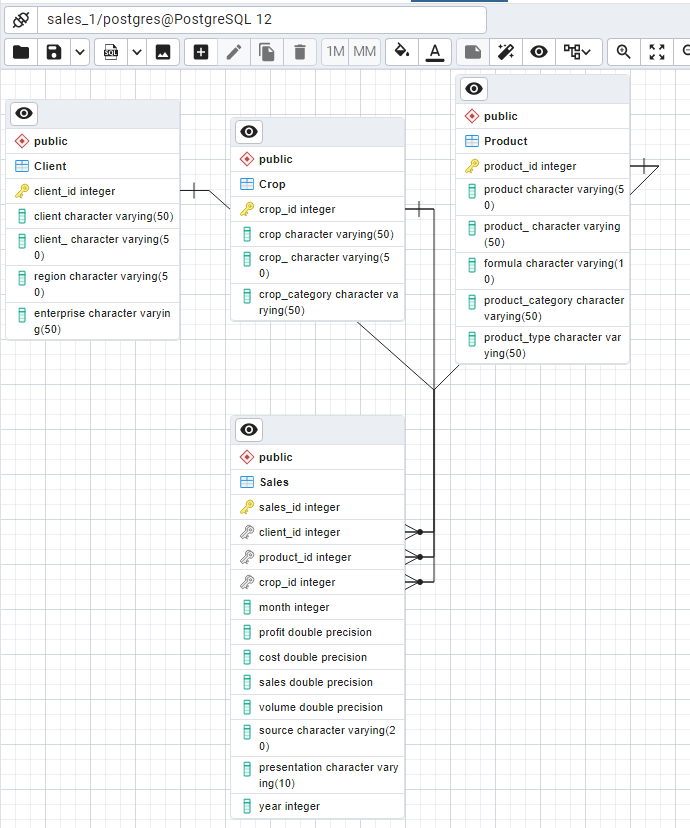 sales_1/postgres@PostgreSQL 12
SQL
1M
MM
A
public
Client
client_id integer
client character varying(50)
client_ character varying(5
0)
region character varying(5
0)
enterprise character varyin
g(50)
public
Crop
crop_id integer
crop character varying(50)
crop_ character varying(5
0)
crop_category character va
rying(50)
public
Product
product_id integer
product character varying(5
0)
product_ character varying
(50)
formula character varying(1
0)
product_category character
varying(50)
product_type character var
ying(50)
public
Sales
sales_id integer
client_id integer
product_id integer
crop_id integer
month integer
profit double precision
cost double precision
sales double precision
volume double precision
source character varying(2
0)
presentation character vary
ing(10)
year integer